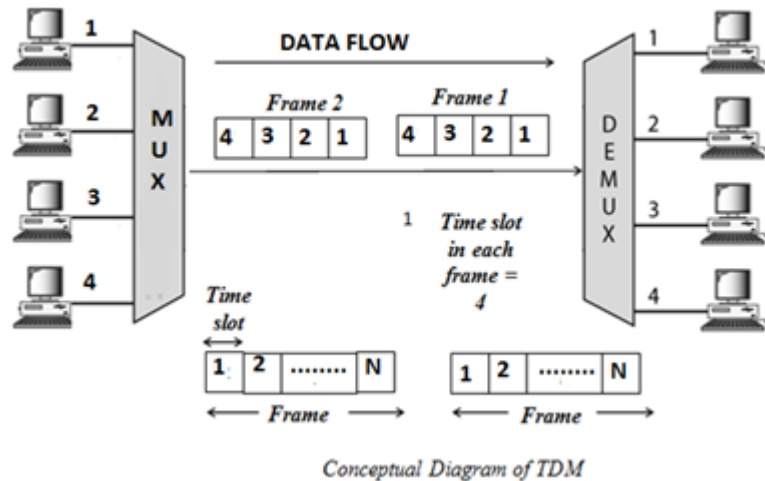 1
2
3
4
MUX
DATA FLOW
Frame 2
4 3 2 1
Frame 1
4 3 2 1
1 Time slot
in each
frame =
4
DEMUX
1
2
3
4
Time
slot
1 2 ........ N
Frame
1 2 ........ N
Frame
Conceptual Diagram of TDM